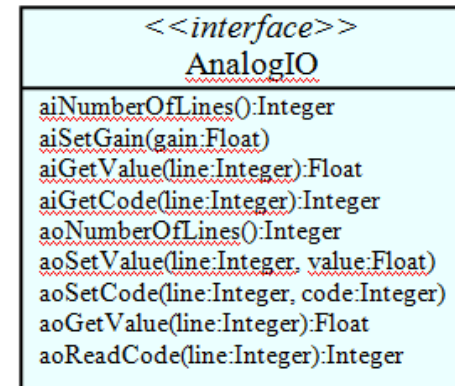 <<interface>>
AnalogIO
aiNumberOfLines():Integer
aiSetGain(gain:Float)
aiGetValue(line:Integer):Float
aiGetCode(line:Integer):Integer
aoNumberOfLines():Integer
aoSetValue(line:Integer, value:Float)
aoSetCode(line:Integer, code:Integer)
aoGetValue(line:Integer):Float
aoReadCode(line:Integer):Integer